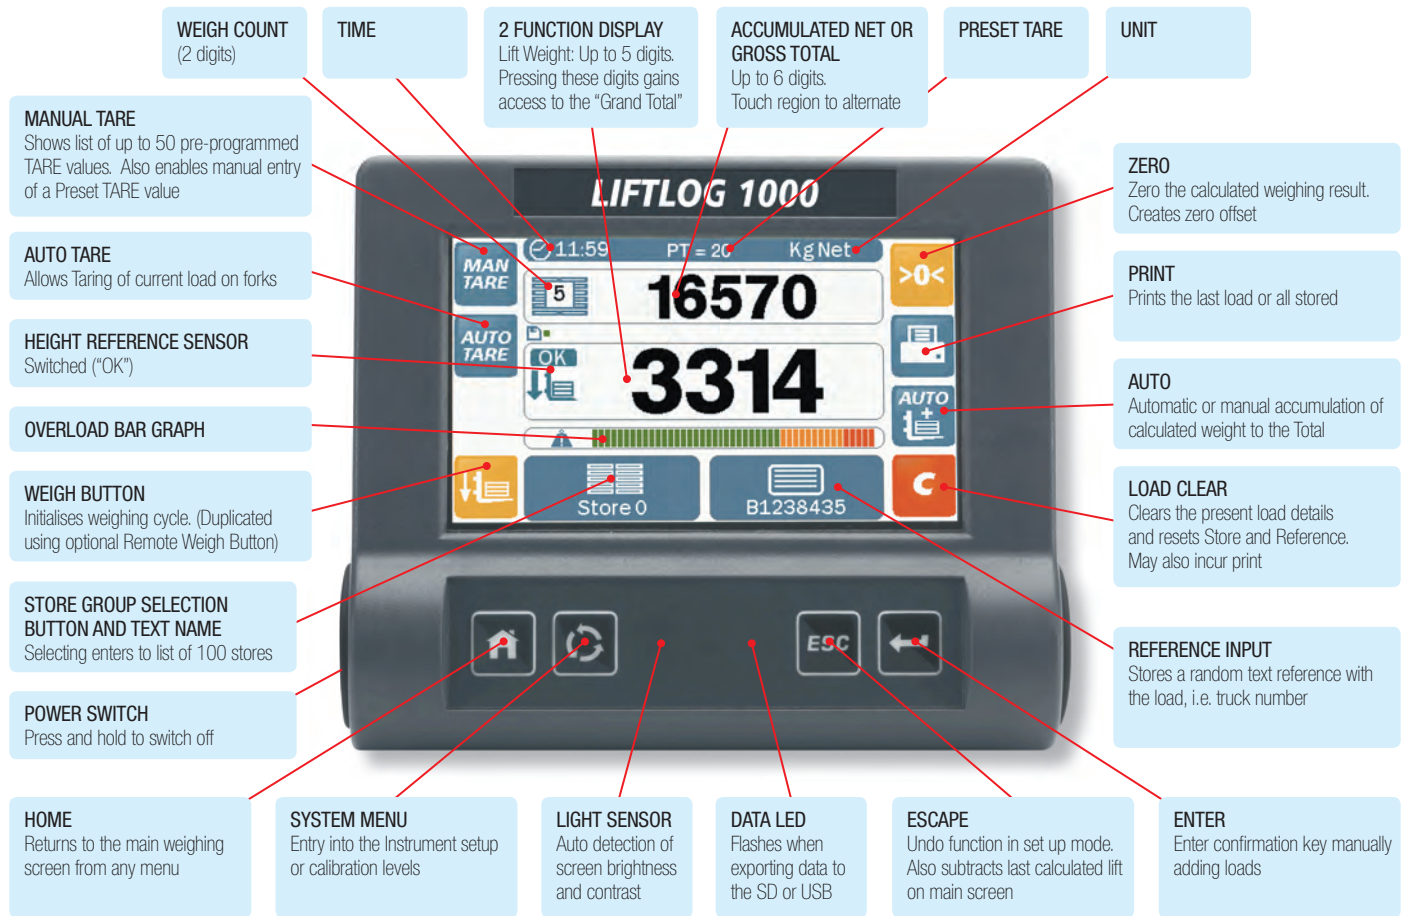 WEIGH COUNT
(2 digits)
TIME
2 FUNCTION DISPLAY
Lift Weight: Up to 5 digits.
Pressing these digits gains
access to the “Grand Total”
ACCUMULATED NET OR
GROSS TOTAL
Up to 6 digits.
Touch region to alternate
PRESET TARE
UNIT
MANUAL TARE
Shows list of up to 50 pre-programmed
TARE values.  Also enables manual entry
of a Preset TARE value
AUTO TARE
Allows Taring of current load on forks
HEIGHT REFERENCE SENSOR
Switched (“OK”)
OVERLOAD BAR GRAPH
WEIGH BUTTON
Initialises weighing cycle. (Duplicated
using optional Remote Weigh Button)
STORE GROUP SELECTION
BUTTON AND TEXT NAME
Selecting enters to list of 100 stores
POWER SWITCH
Press and hold to switch off
LIFTLOG 1000
MAN
TARE
11:59
PT = 20
Kg Net
>0<
5
16570
AUTO
TARE
OK
3314
AUTO
+
Store 0
B1238435
C
ESC
ZERO
Zero the calculated weighing result.
Creates zero offset
PRINT
Prints the last load or all stored
AUTO
Automatic or manual accumulation of
calculated weight to the Total
LOAD CLEAR
Clears the present load details
and resets Store and Reference.
May also incur print
REFERENCE INPUT
Stores a random text reference with
the load, i.e. truck number
HOME
Returns to the main weighing
screen from any menu
SYSTEM MENU
Entry into the Instrument setup
or calibration levels
LIGHT SENSOR
Auto detection of
screen brightness
and contrast
DATA LED
Flashes when
exporting data to
the SD or USB
ESCAPE
Undo function in set up mode.
Also subtracts last calculated lift
on main screen
ENTER
Enter confirmation key manually
adding loads